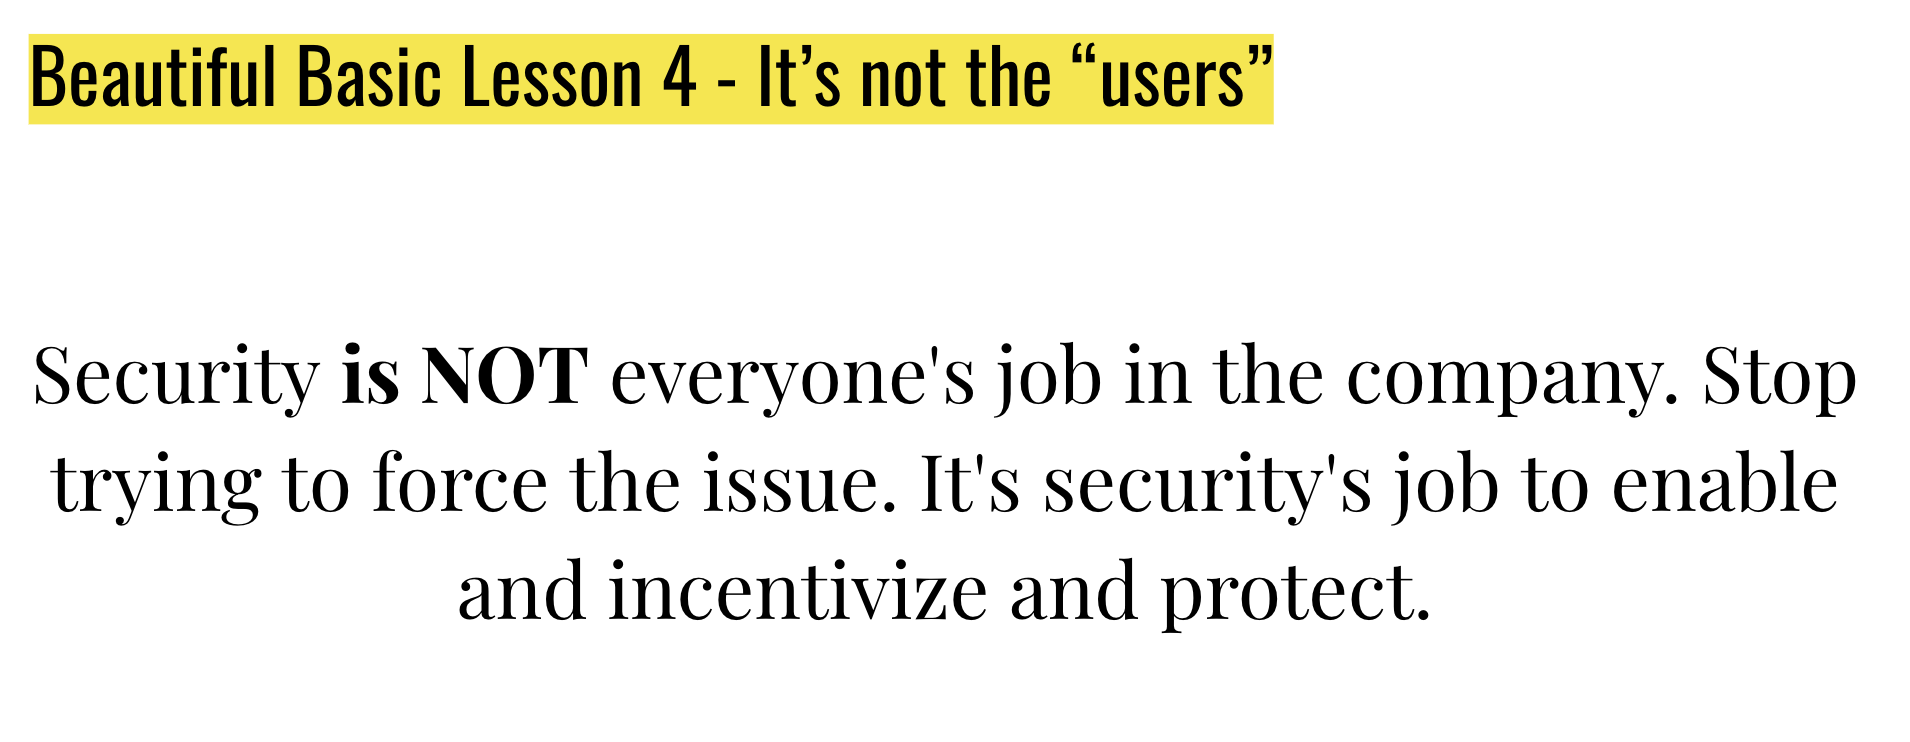 Beautiful Basic Lesson 4 - It’s not the “users”
Security is NOT everyone's job in the company. Stop
trying to force the issue. It's security's job to enable
and incentivize and protect.